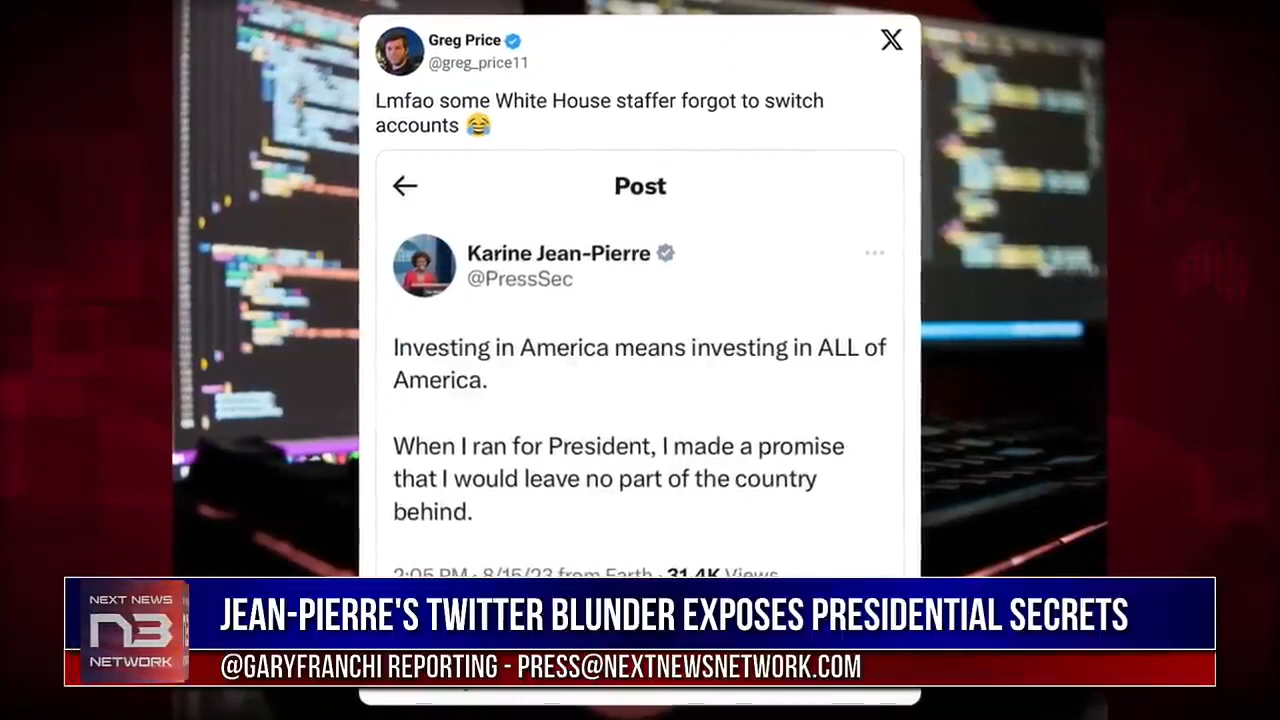 Greg Price
@greg_price11
X
Lmfao some White House staffer forgot to switch
accounts 😂
Post
Karine Jean-Pierre
@PressSec
Investing in America means investing in ALL of
America.
When I ran for President, I made a promise
that I would leave no part of the country
behind.
2:05 PM · 8/15/23 from Earth · 31.4K Views
NEXT NEWS
N3
NETWORK
JEAN-PIERRE'S TWITTER BLUNDER EXPOSES PRESIDENTIAL SECRETS
@GARYFRANCHI REPORTING - PRESS@NEXTNEWSNETWORK.COM